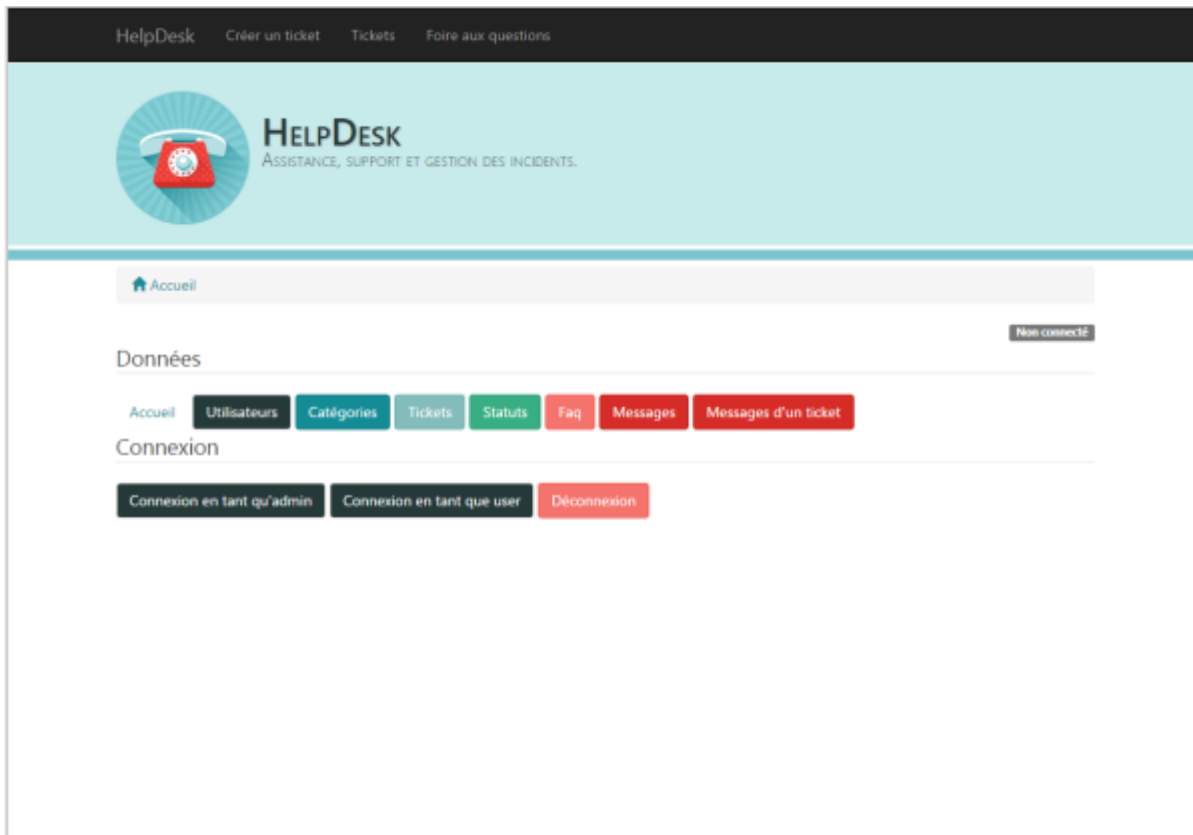 HelpDesk Créer un ticket Tickets Foire aux questions
HelpDesk
Assistance, support et gestion des incidents.
Accueil
Non connecté
Données
Accueil Utilisateurs Catégories Tickets Statuts Faq Messages Messages d'un ticket
Connexion
Connexion en tant qu'admin Connexion en tant que user Déconnexion